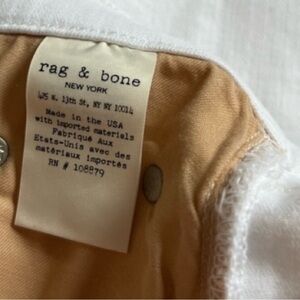 rag & bone
NEW YORK
425 W. 13th St, NY NY 10014
Made in the USA
with imported materials
Fabriqué Aux
Etats-Unis avec des
matériaux importés
RN # 108879